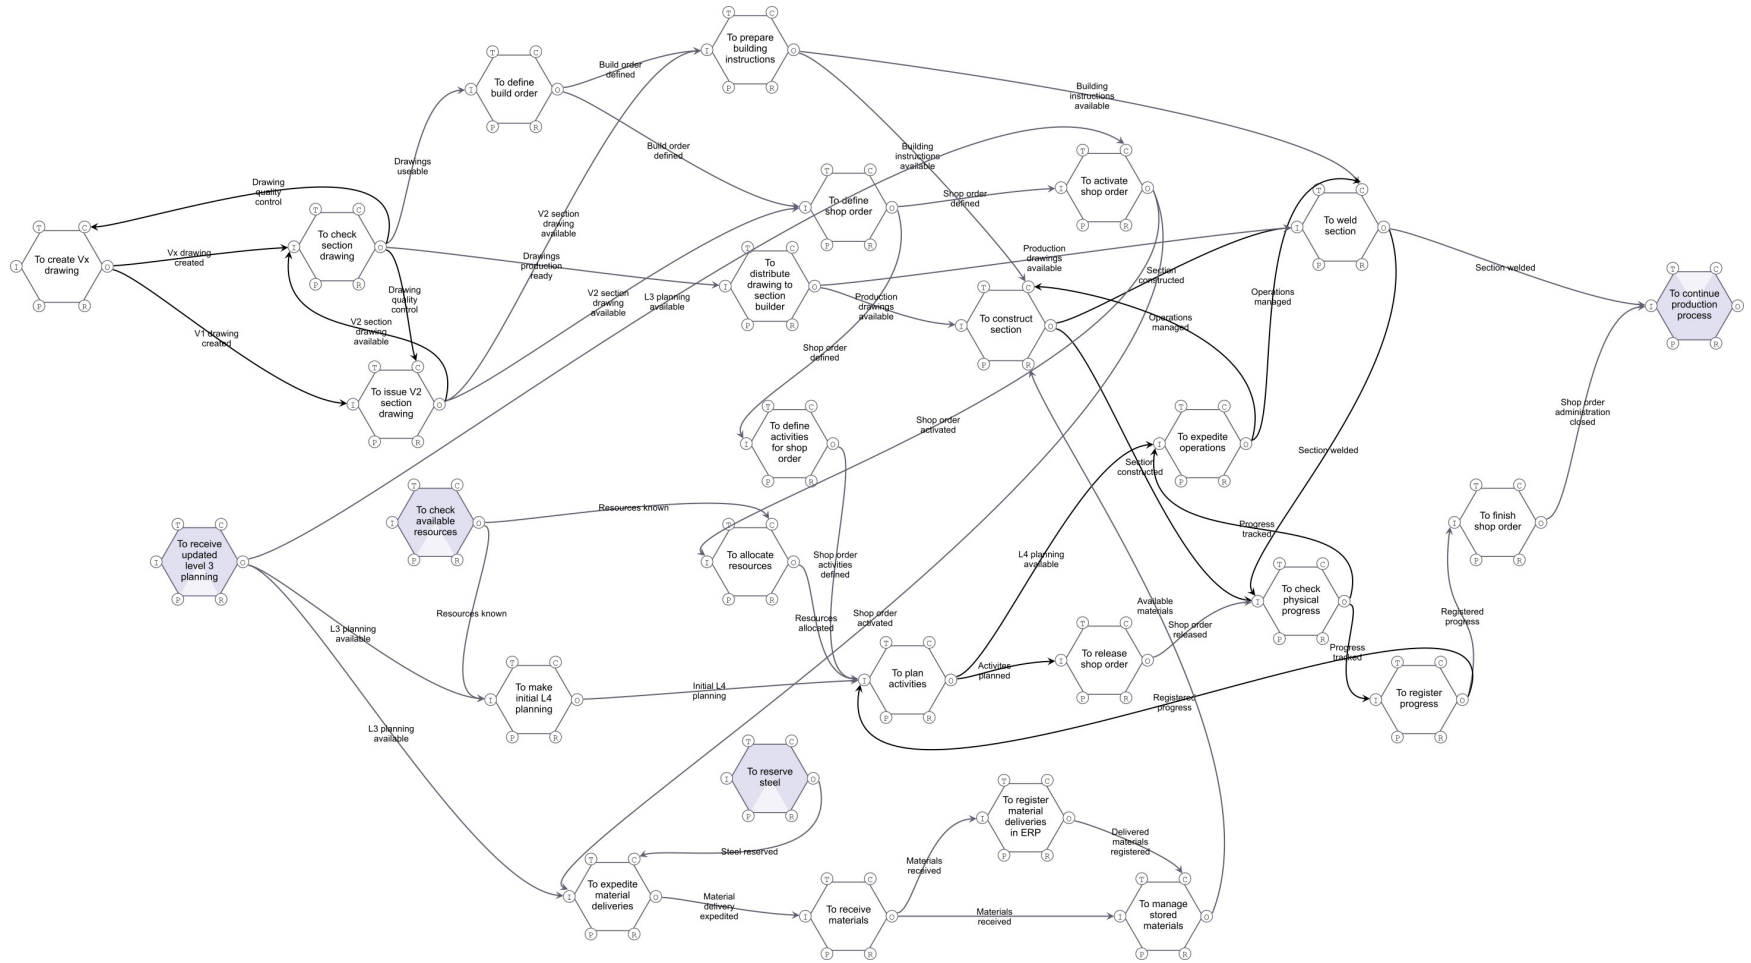 To prepare
building
instructions
To define
build order
Build order
defined
Building
instructions
available
Build order
defined
Building
instructions
available
Drawings
useable
Drawing
quality
control
To create Vx
drawing
Vx drawing
created
To check
section
drawing
V2 section
drawing
available
To define
shop order
Shop order
defined
To activate
shop order
To weld
section
Section welded
To continue
production
process
Drawings
production
ready
To
distribute
drawing to
section
builder
Production
drawings
available
Section
constructed
Drawing
quality
control
V2 section
drawing
available
L3 planning
available
Production
drawings
available
To construct
section
Operations
managed
Operations
managed
V1 drawing
created
V2 section
drawing
available
Shop order
defined
To issue V2
section
drawing
To define
activities
for shop
order
Shop order
activated
To expedite
operations
Shop order
administration
closed
Section welded
Section
constructed
To check
available
resources
Resources known
To receive
updated
level 3
planning
To allocate
resources
Shop order
activities
defined
L4 planning
available
Progress
tracked
To finish
shop order
Resources known
Resources
allocated
Shop order
activated
Available
materials
Shop order
released
To check
physical
progress
Registered
progress
L3 planning
available
To make
initial L4
planning
Initial L4
planning
To plan
activities
Activites
planned
To release
shop order
Progress
tracked
Registered
progress
To register
progress
L3 planning
available
To reserve
steel
Steel reserved
To register
material
deliveries
in ERP
Delivered
materials
registered
Materials
received
To expedite
material
deliveries
Material
delivery
expedited
To receive
materials
Materials
received
To manage
stored
materials